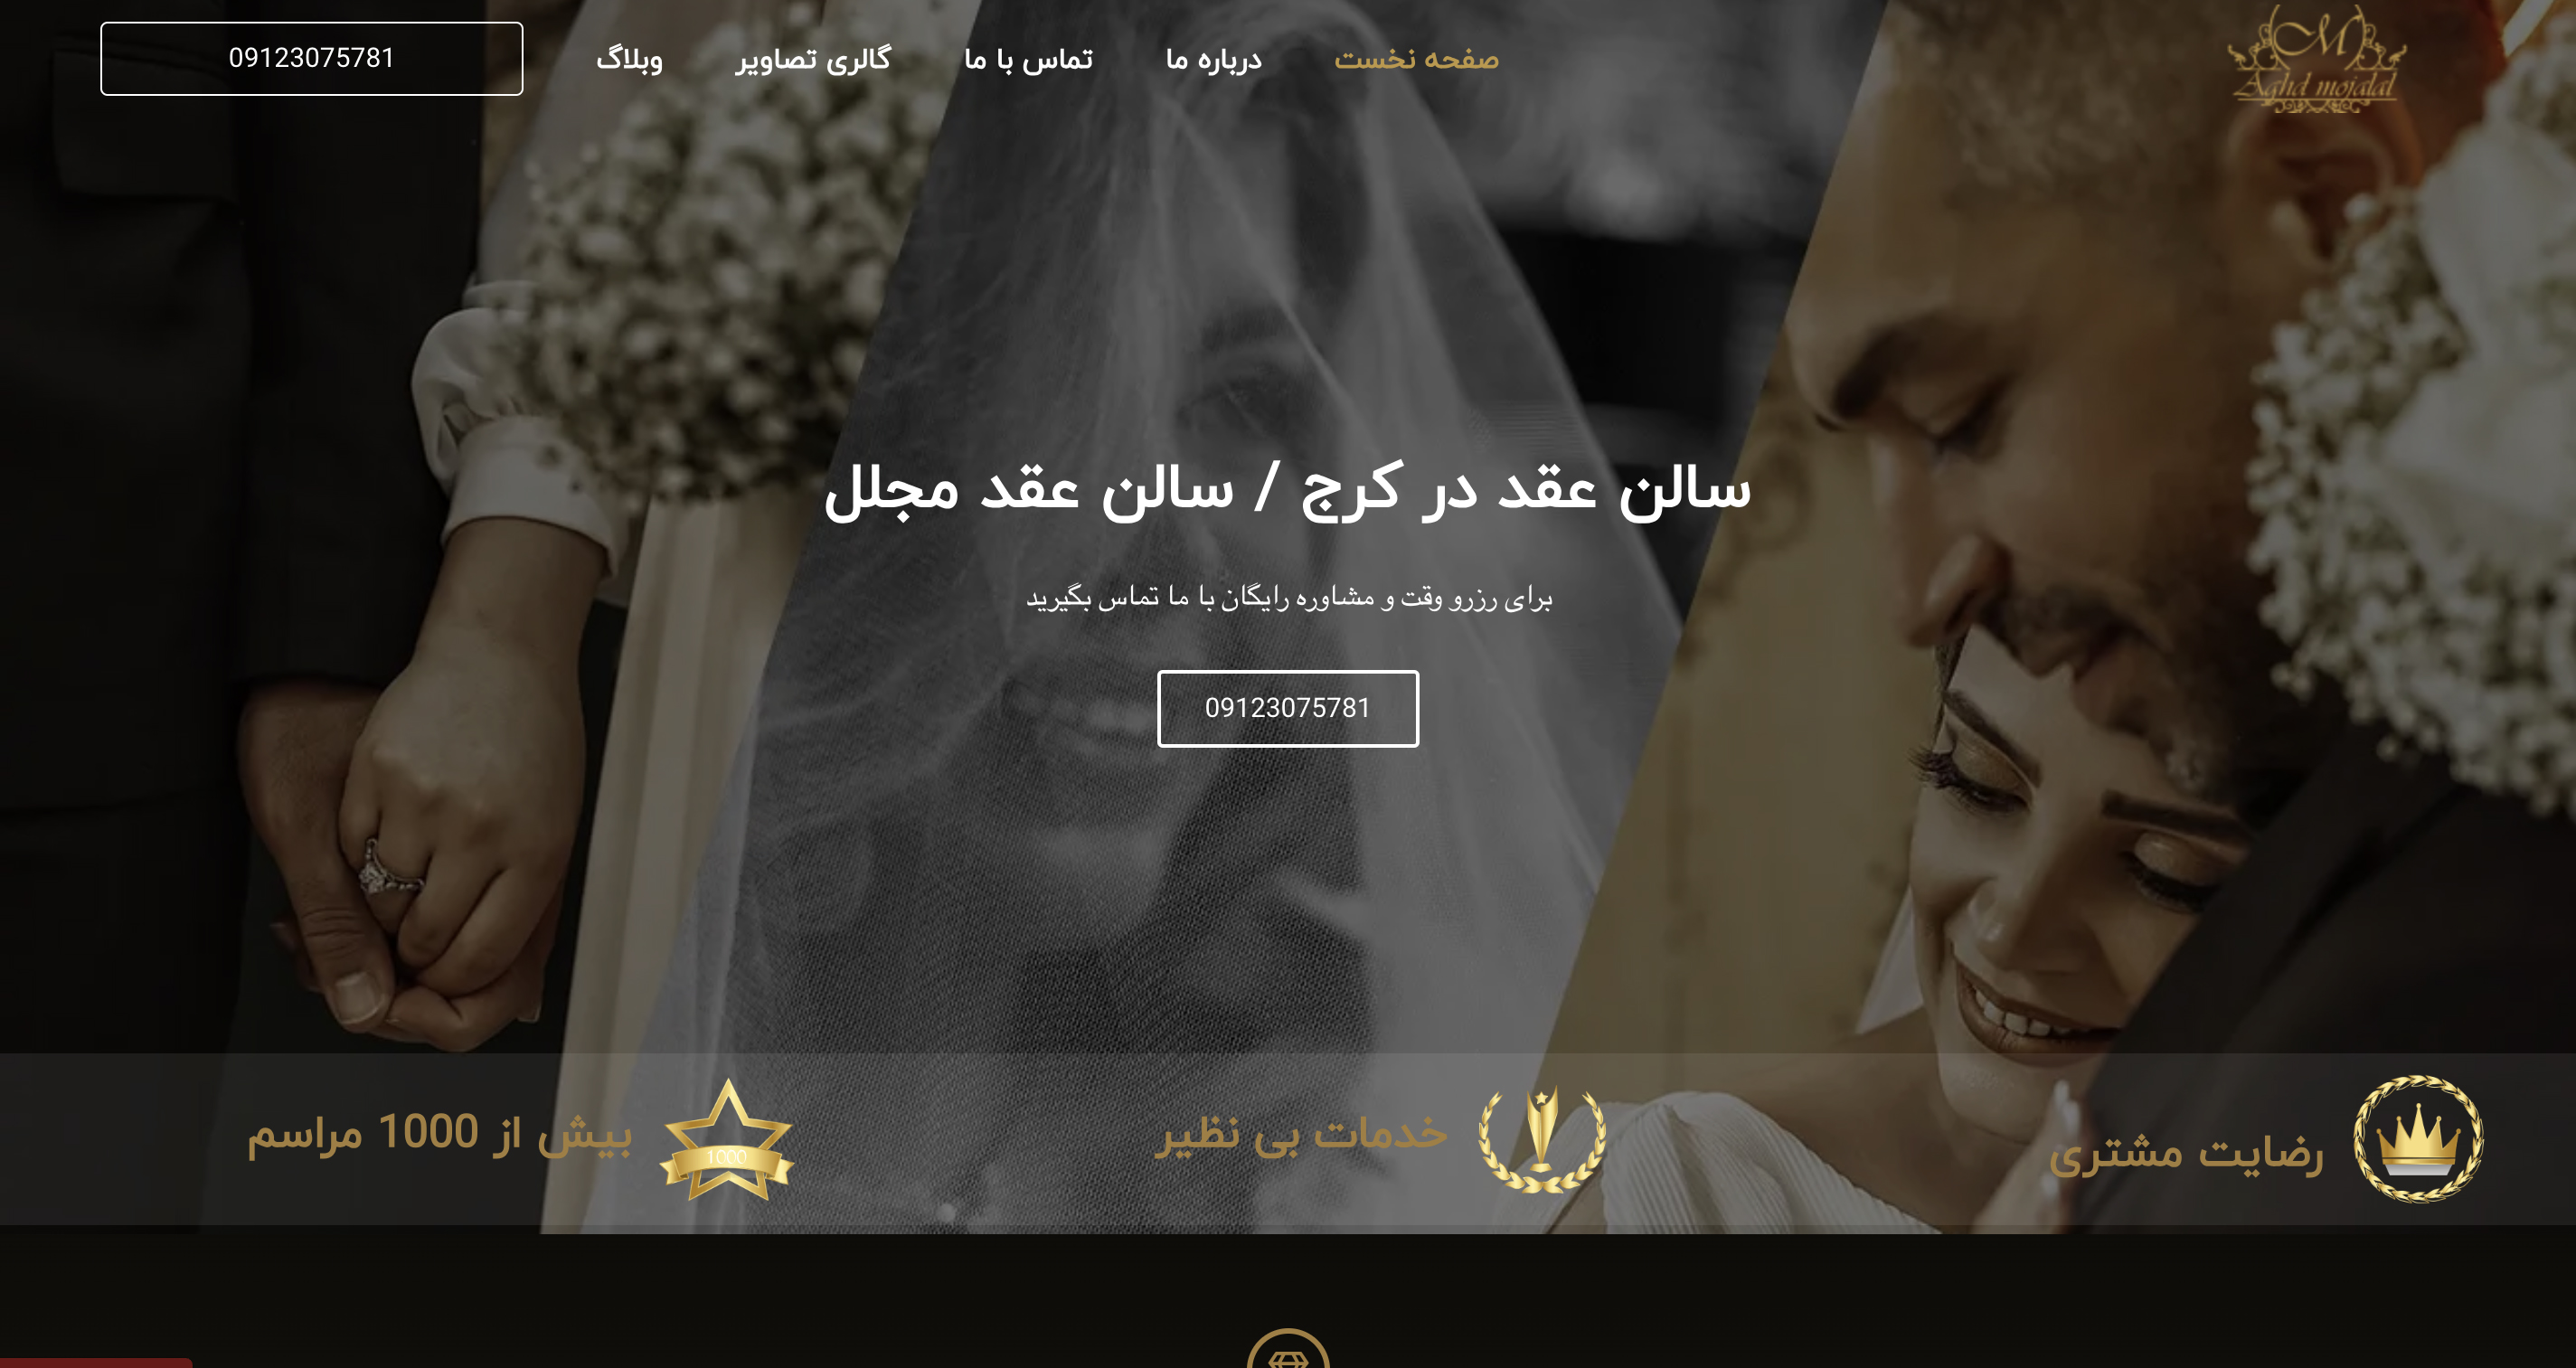 Aghd mojalal
M
صفحه نخست
درباره ما
تماس با ما
گالری تصاویر
وبلاگ
09123075781
سالن عقد در کرج / سالن عقد مجلل
برای رزرو وقت و مشاوره رایگان با ما تماس بگیرید
09123075781
رضایت مشتری
خدمات بی نظیر
1000
بیش از 1000 مراسم